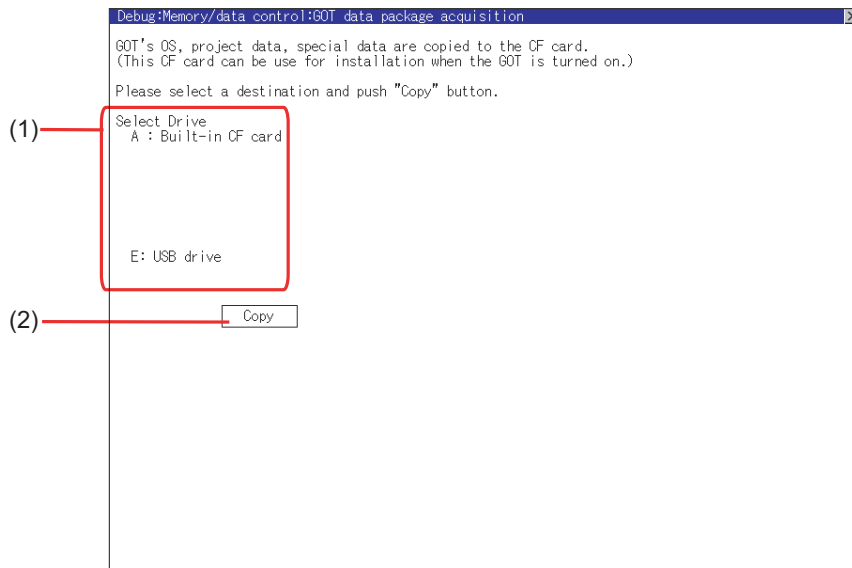 Debug:Memory/data control:GOT data package acquisition
GOT's OS, project data, special data are copied to the CF card.
(This CF card can be use for installation when the GOT is turned on.)
Please select a destination and push "Copy" button.
(1)
Select Drive
A : Built-in CF card
E: USB drive
(2)
Copy